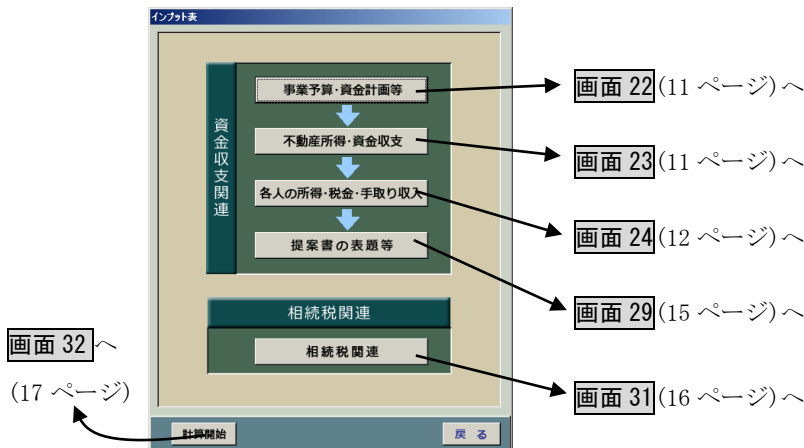 インプット表
資金収支関連
事業予算・資金計画等
不動産所得・資金収支
各人の所得・税金・手取り収入
提案書の表題等
相続税関連
相続税関連
計算開始
戻る
画面 22(11 ページ)へ
画面 23(11 ページ)へ
画面 24(12 ページ)へ
画面 29(15 ページ)へ
画面 31(16 ページ)へ
画面 32へ
(17 ページ)